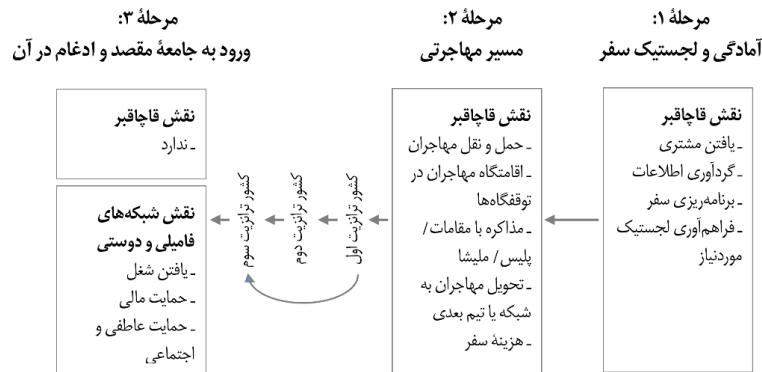 مرحلهٔ ۱:
آمادگی و لجستیک سفر
نقش قاچاقبر
ـ یافتن مشتری
ـ گردآوری اطلاعات
ـ برنامه‌ریزی سفر
ـ فراهم‌آوری لجستیک
موردنیاز
مرحلهٔ ۲:
مسیر مهاجرتی
نقش قاچاقبر
ـ حمل و نقل مهاجران
ـ اقامتگاه مهاجران در
توقفگاه‌ها
ـ مذاکره با مقامات/
پلیس/ ملیشا
ـ تحویل مهاجران به
شبکه یا تیم بعدی
ـ هزینهٔ سفر
کشور ترانزیت اول
کشور ترانزیت دوم
کشور ترانزیت سوم
مرحلهٔ ۳:
ورود به جامعهٔ مقصد و ادغام در آن
نقش قاچاقبر
ـ ندارد
نقش شبکه‌های
فامیلی و دوستی
ـ یافتن شغل
ـ حمایت مالی
ـ حمایت عاطفی و
اجتماعی